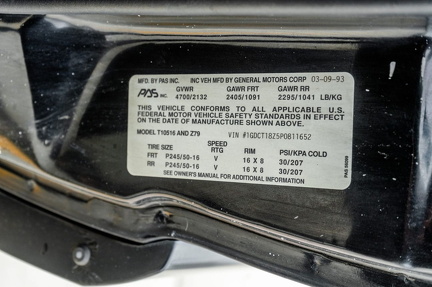 MFD. BY PAS INC. INC VEH MFD BY GENERAL MOTORS CORP 03-09-93
PAS INC. GVWR GAWR FRT GAWR RR
4700/2132 2405/1091 2295/1041 LB/KG
THIS VEHICLE CONFORMS TO ALL APPLICABLE U.S.
FEDERAL MOTOR VEHICLE SAFETY STANDARDS IN EFFECT
ON THE DATE OF MANUFACTURE SHOWN ABOVE.
MODEL T10516 AND Z79 VIN #1GDCT18Z5P0811652
TIRE SIZE SPEED RTG RIM PSI/KPA COLD
FRT P245/50-16 V 16 X 8 30/207
RR P245/50-16 V 16 X 8 30/207
SEE OWNER'S MANUAL FOR ADDITIONAL INFORMATION